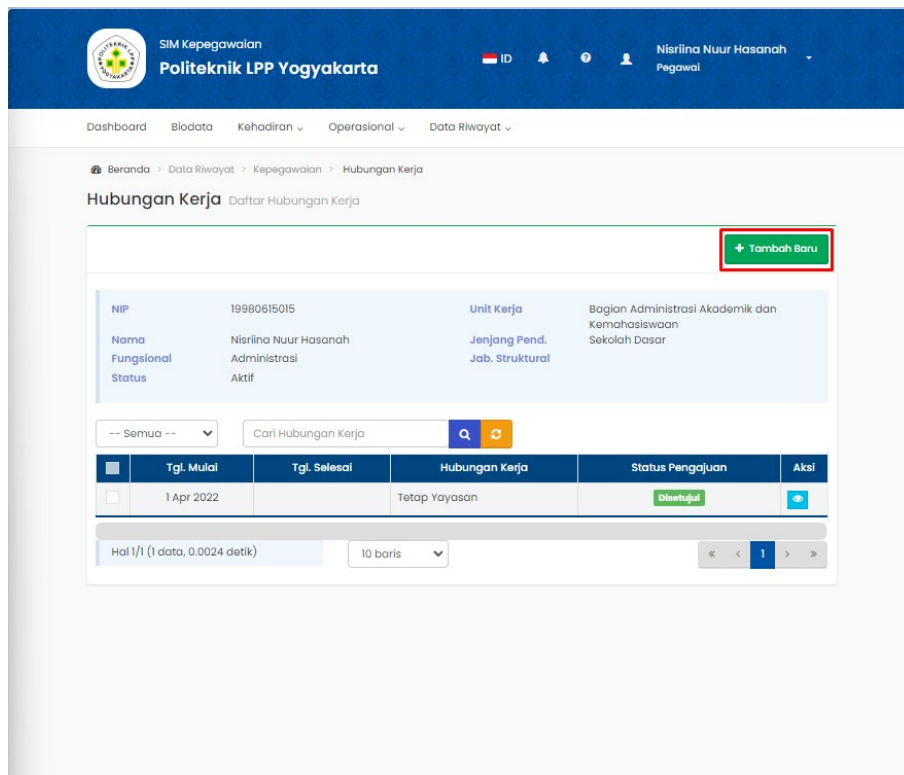 SIM Kepegawaian
Politeknik LPP Yogyakarta
ID
Nisriina Nuur Hasanah
Pegawai
Dashboard Biodata Kehadiran Operasional Data Riwayat
Beranda > Data Riwayat > Kepegawaian > Hubungan Kerja
Hubungan Kerja Daftar Hubungan Kerja
+ Tambah Baru
NIP 19980615015 Unit Kerja Bagian Administrasi Akademik dan
Kemahasiswaan
Nama Nisriina Nuur Hasanah Jenjang Pend. Sekolah Dasar
Fungsional Administrasi Jab. Struktural
Status Aktif
-- Semua -- Cari Hubungan Kerja
Tgl. Mulai Tgl. Selesai Hubungan Kerja Status Pengajuan Aksi
1 Apr 2022 Tetap Yayasan Disetujui
Hal 1/1 (1 data, 0.0024 detik) 10 baris « < 1 > »